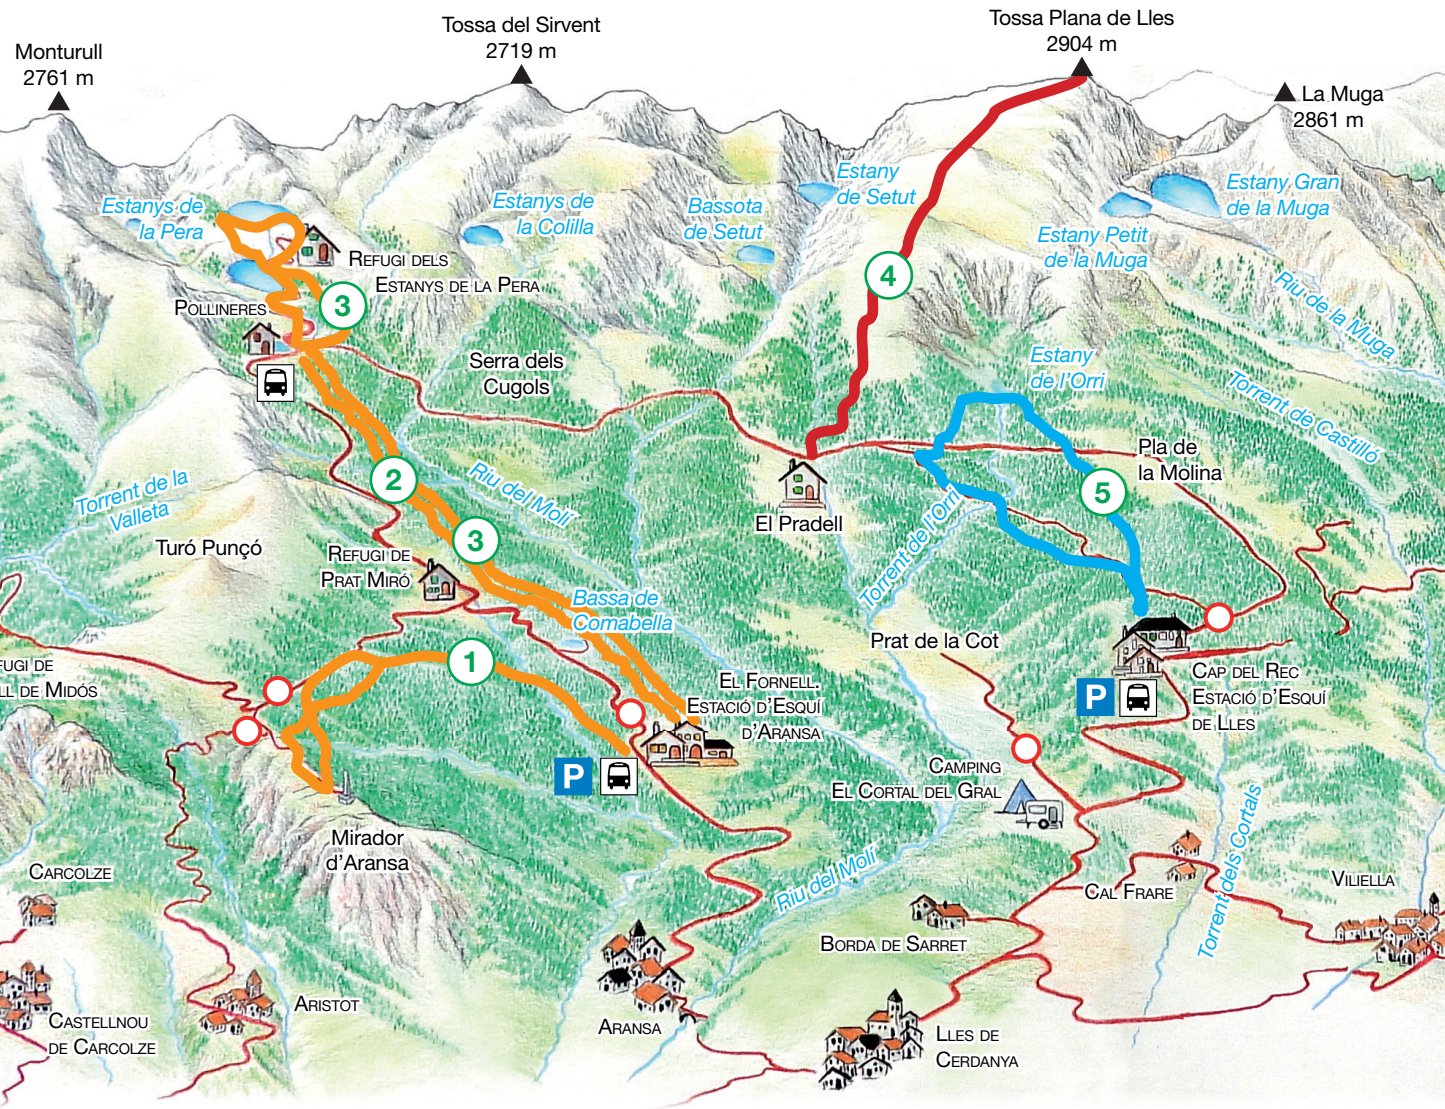 Tossa Plana de Lles
2904 m
Tossa del Sirvent
2719 m
Monturull
2761 m
La Muga
2861 m
Estany
de Setut
Estany Gran
de la Muga
Estanys de
la Pera
Estanys de
la Colilla
Bassota
de Setut
Estany Petit
de la Muga
Refugi dels
Estanys de la Pera
4
Riu de la Muga
3
Pollineres
Serra dels
Cugols
Estany
de l'Orri
Torrent de Castilló
Pla de
la Molina
2
5
Torrent de la
Valleta
Riu del Molí
El Pradell
Torrent de l'Orri
Turó Punçó
3
Refugi de
Prat Miró
Bassa de
Comabella
Prat de la Cot
1
fugi de
ll de Midós
El Fornell.
Estació d'Esquí
d'Aransa
Cap del Rec
Estació d'Esquí
de Lles
P
P
Camping
El Cortal del Gral
Mirador
d'Aransa
Torrent dels Cortals
Carcolze
Riu del Molí
Cal Frare
Viliella
Borda de Sarret
Aristot
Castellnou
de Carcolze
Aransa
Lles de
Cerdanya